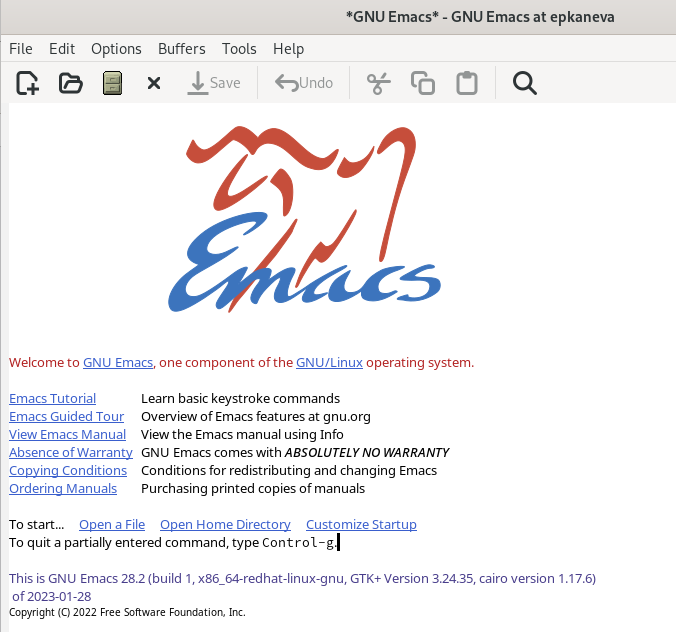 *GNU Emacs* - GNU Emacs at epkaneva
File Edit Options Buffers Tools Help
Save Undo
Emacs
Welcome to GNU Emacs, one component of the GNU/Linux operating system.
Emacs Tutorial Learn basic keystroke commands
Emacs Guided Tour Overview of Emacs features at gnu.org
View Emacs Manual View the Emacs manual using Info
Absence of Warranty GNU Emacs comes with ABSOLUTELY NO WARRANTY
Copying Conditions Conditions for redistributing and changing Emacs
Ordering Manuals Purchasing printed copies of manuals
To start... Open a File Open Home Directory Customize Startup
To quit a partially entered command, type Control-g.
This is GNU Emacs 28.2 (build 1, x86_64-redhat-linux-gnu, GTK+ Version 3.24.35, cairo version 1.17.6)
of 2023-01-28
Copyright (C) 2022 Free Software Foundation, Inc.